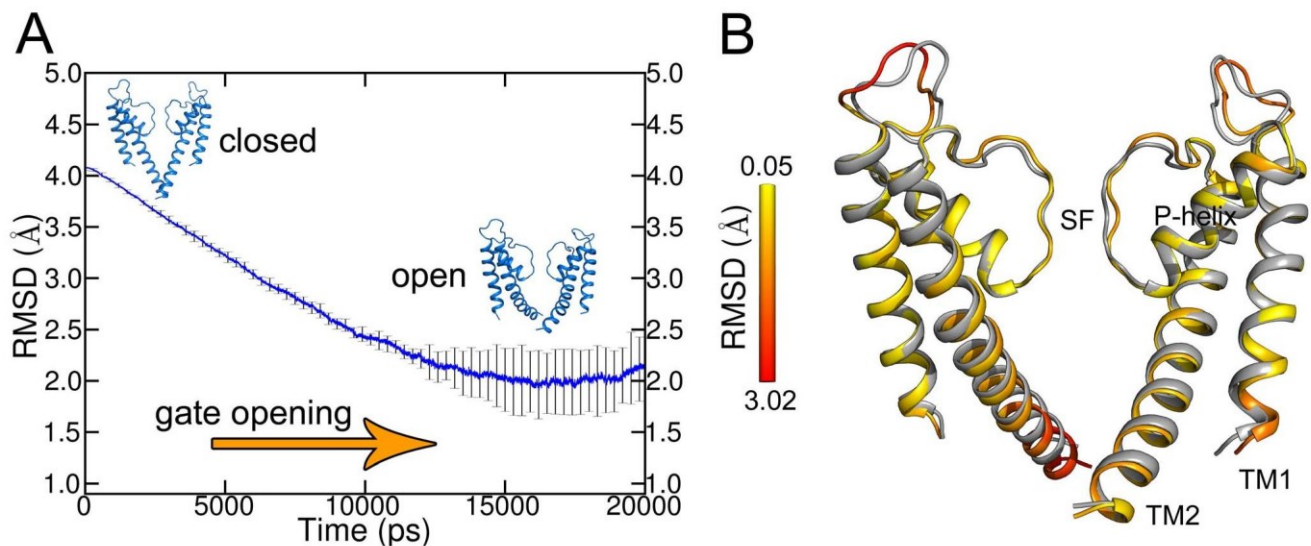 A
5.0
4.5
4.0
3.5
3.0
2.5
2.0
1.5
1.0
RMSD (Å)
closed
open
gate opening
5.0
4.5
4.0
3.5
3.0
2.5
2.0
1.5
1.0
0
5000
10000
15000
20000
Time (ps)
B
0.05
RMSD (Å)
3.02
SF
P-helix
TM1
TM2